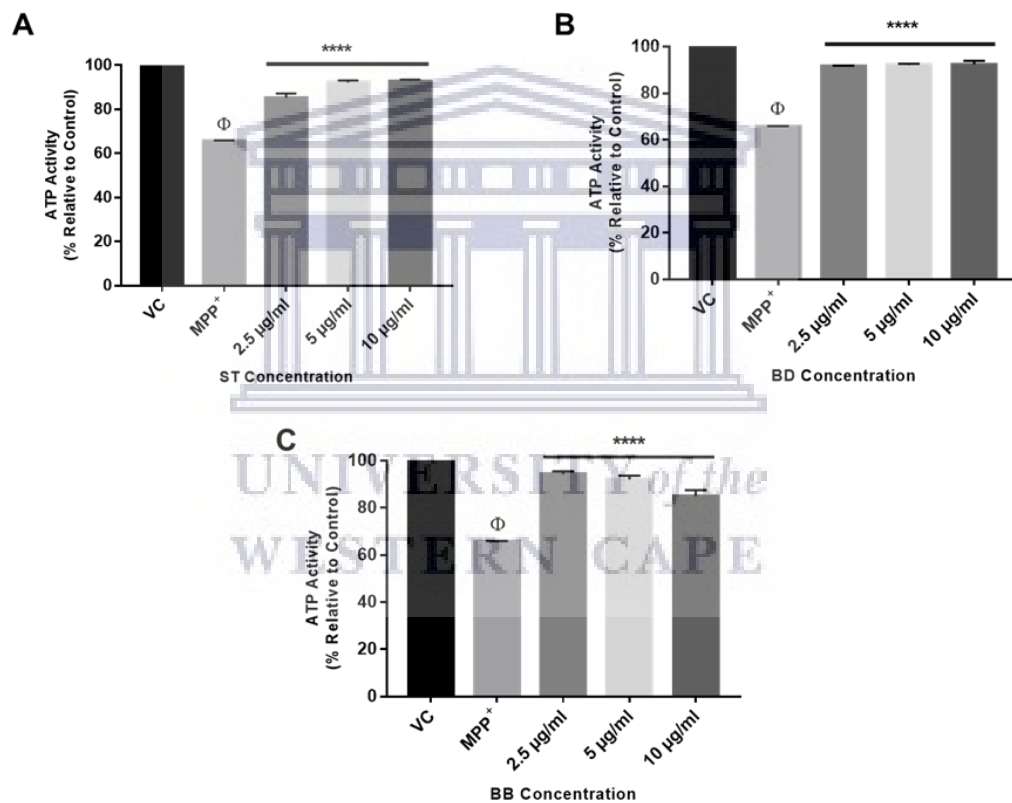 A
****
100
80
60
40
20
0
ATP Activity
(% Relative to Control)
Φ
VC
MPP+
2.5 µg/ml
5 µg/ml
10 µg/ml
ST Concentration
B
****
100
80
60
40
20
0
ATP Activity
(% Relative to Control)
Φ
VC
MPP+
2.5 µg/ml
5 µg/ml
10 µg/ml
BD Concentration
C
****
100
80
60
40
20
0
ATP Activity
(% Relative to Control)
Φ
VC
MPP+
2.5 µg/ml
5 µg/ml
10 µg/ml
BB Concentration
UNIVERSITY of the
WESTERN CAPE